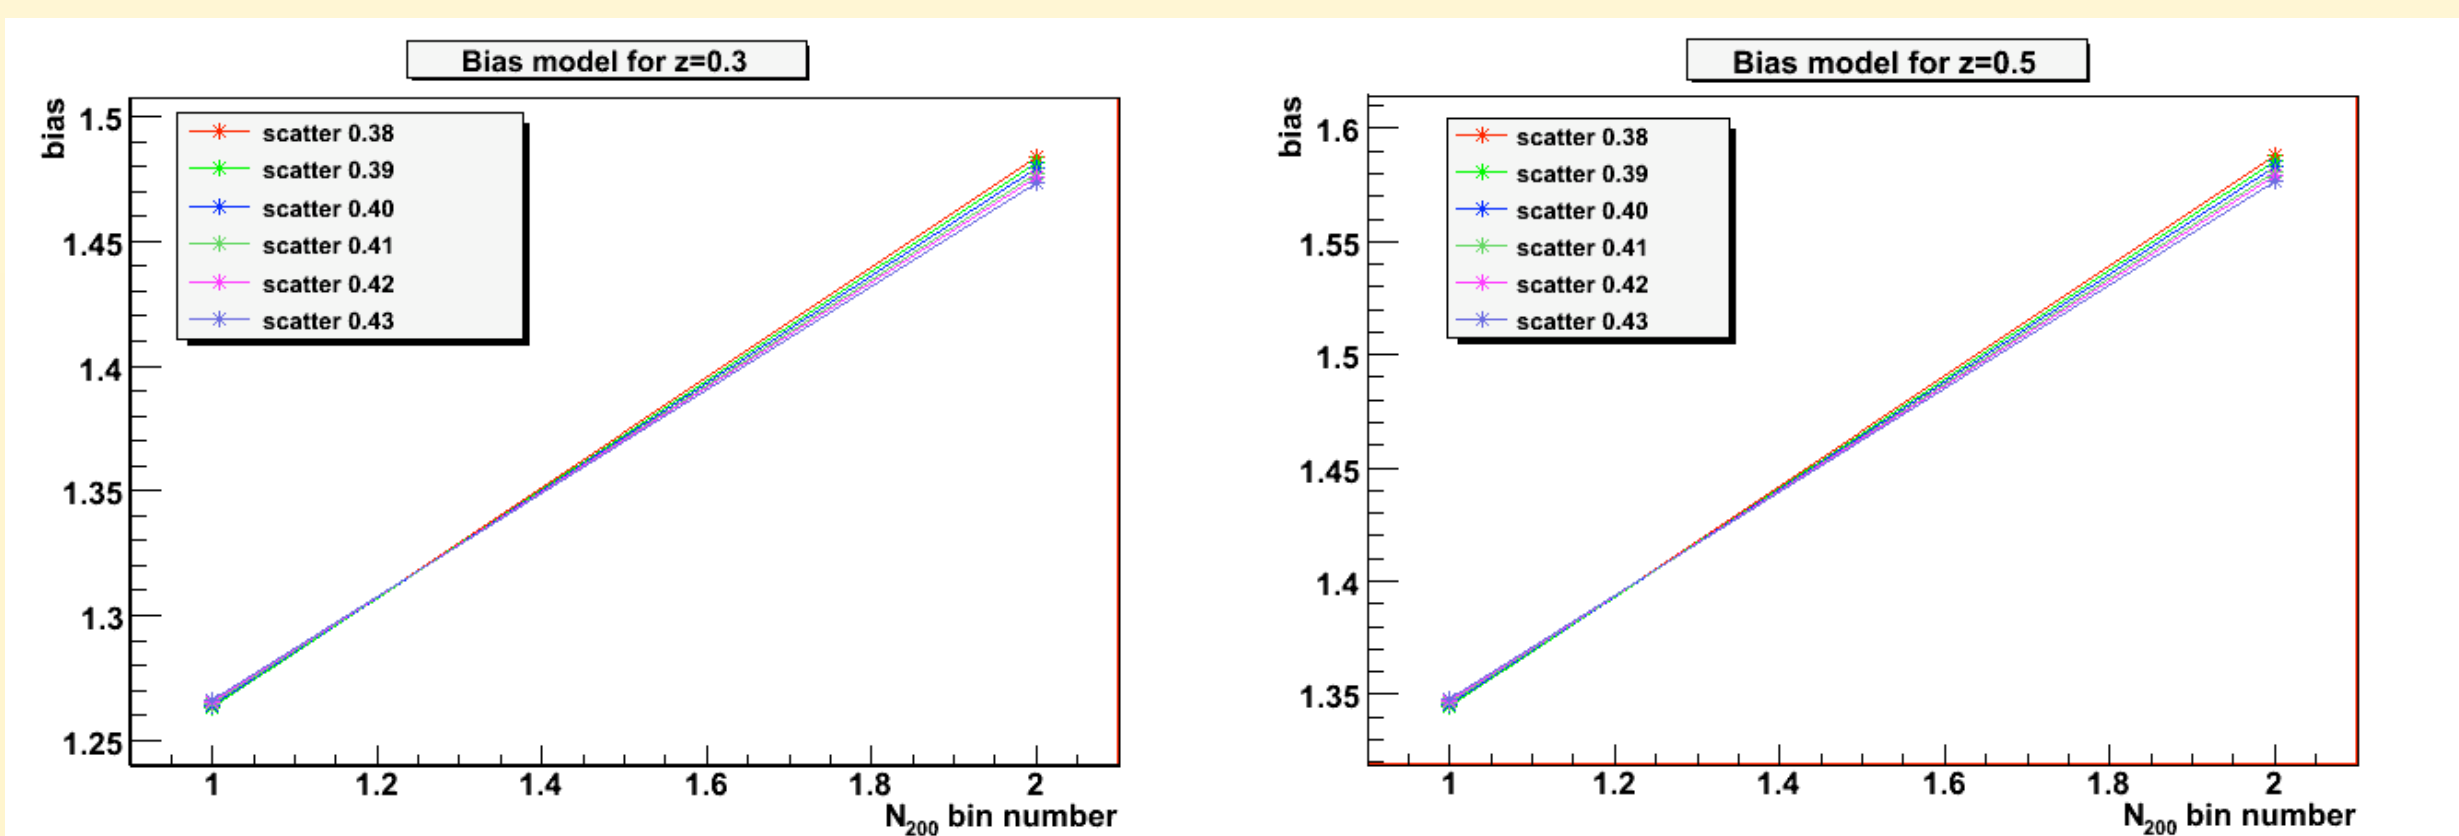 Bias model for z=0.3
bias
1.5
1.45
1.4
1.35
1.3
1.25
scatter 0.38
scatter 0.39
scatter 0.40
scatter 0.41
scatter 0.42
scatter 0.43
1 1.2 1.4 1.6 1.8 2
N200 bin number
Bias model for z=0.5
bias
1.6
1.55
1.5
1.45
1.4
1.35
scatter 0.38
scatter 0.39
scatter 0.40
scatter 0.41
scatter 0.42
scatter 0.43
1 1.2 1.4 1.6 1.8 2
N200 bin number